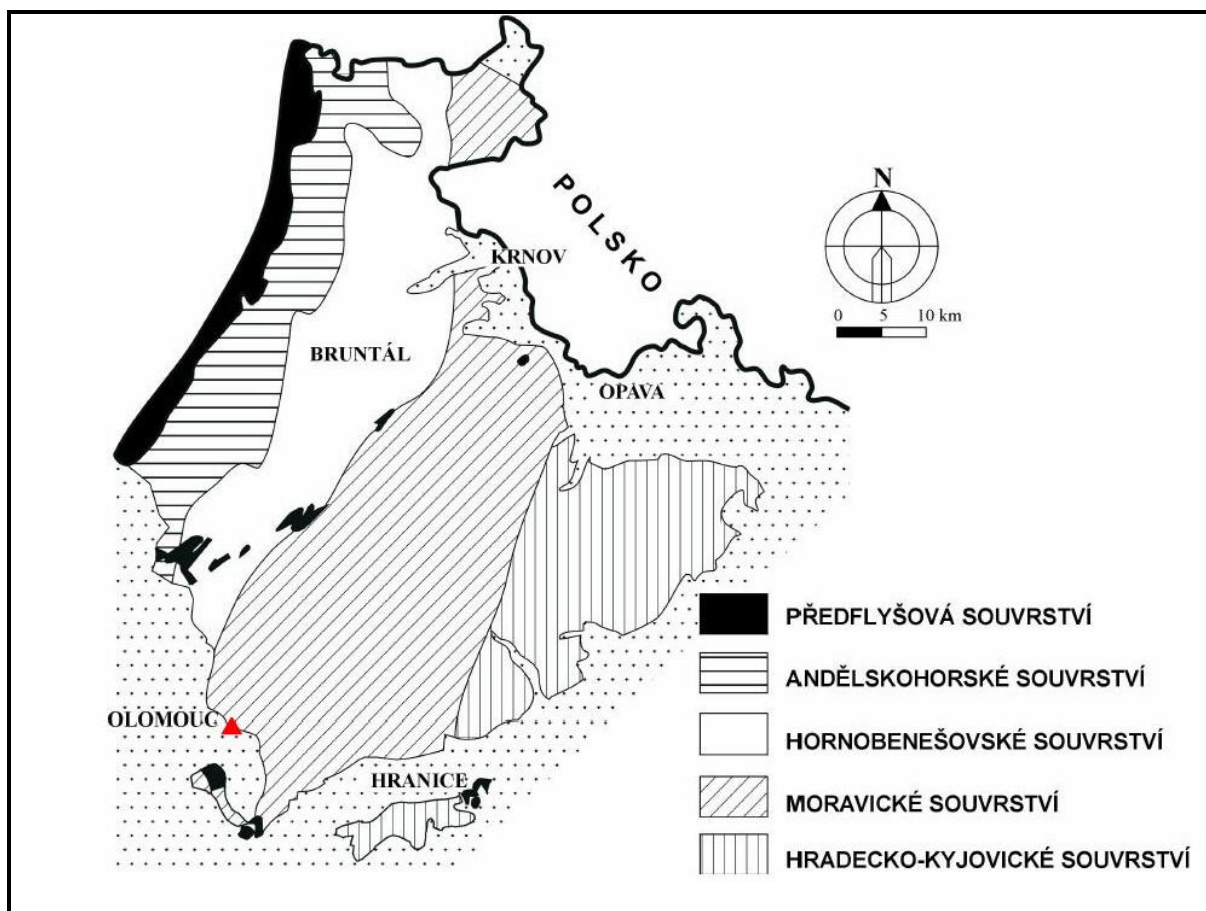 N
POLSKO
KRNOV
0 5 10 km
BRUNTÁL
OPAVA
PŘEDFLYŠOVÁ SOUVRSTVÍ
ANDĚLSKOHORSKÉ SOUVRSTVÍ
OLOMOUC
HORNOBENEŠOVSKÉ SOUVRSTVÍ
HRANICE
MORAVICKÉ SOUVRSTVÍ
HRADECKO-KYJOVICKÉ SOUVRSTVÍ